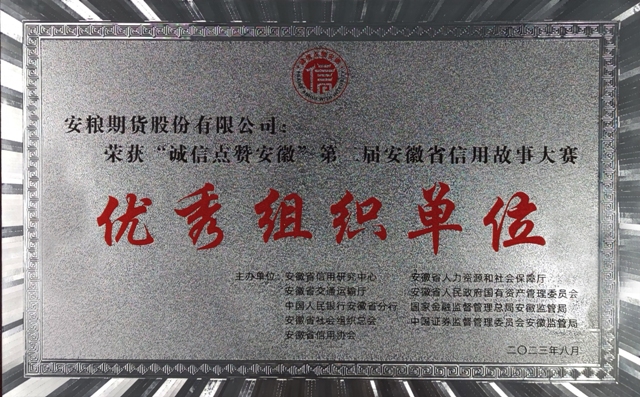 信
安粮期货股份有限公司：
荣获“诚信点赞安徽”第二届安徽省信用故事大赛
优秀组织单位
主办单位：安徽省信用研究中心 安徽省人力资源和社会保障厅
安徽省交通运输厅 安徽省人民政府国有资产管理委员会
中国人民银行安徽省分行 国家金融监督管理总局安徽监管局
安徽省社会组织总会 中国证券监督管理委员会安徽监管局
安徽省信用协会
二〇二三年八月